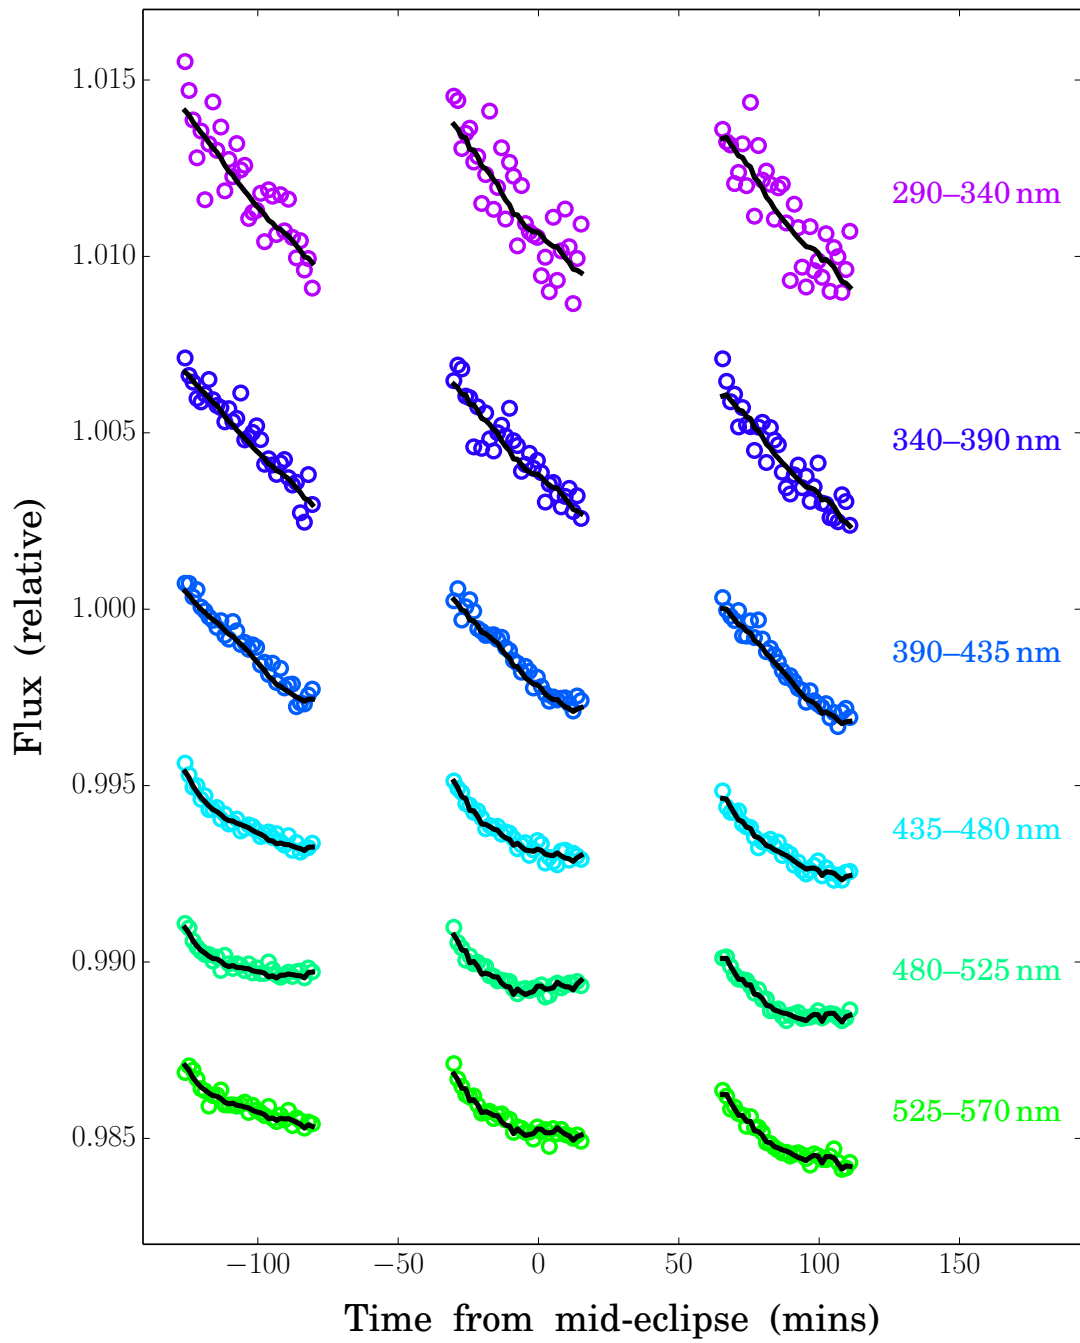 1.015
290–340 nm
1.010
340–390 nm
1.005
1.000
390–435 nm
0.995
435–480 nm
0.990
480–525 nm
0.985
525–570 nm
Flux (relative)
−100
−50
0
50
100
150
Time from mid-eclipse (mins)